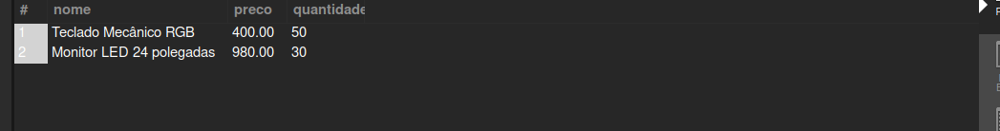 # nome preco quantidade
1 Teclado Mecânico RGB 400.00 50
2 Monitor LED 24 polegadas 980.00 30